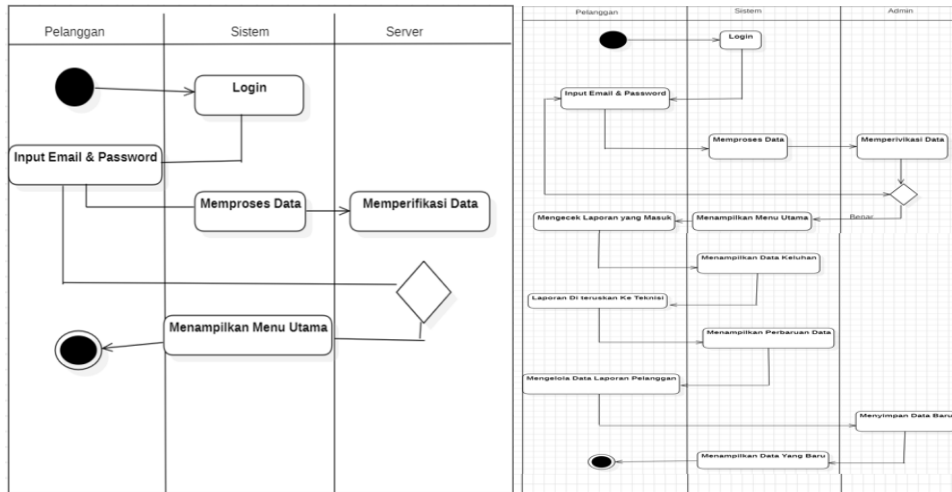 Pelanggan Sistem Server
Login
Input Email & Password
Memproses Data Memperifikasi Data
Menampilkan Menu Utama
Pelanggan Sistem Admin
Login
Input Email & Password
Memproses Data Memperivikasi Data
Benar
Mengecek Laporan yang Masuk Menampilkan Menu Utama
Menampilkan Data Keluhan
Laporan Di teruskan Ke Teknisi
Menampilkan Perbaruan Data
Mengelola Data Laporan Pelanggan
Menyimpan Data Baru
Menampilkan Data Yang Baru